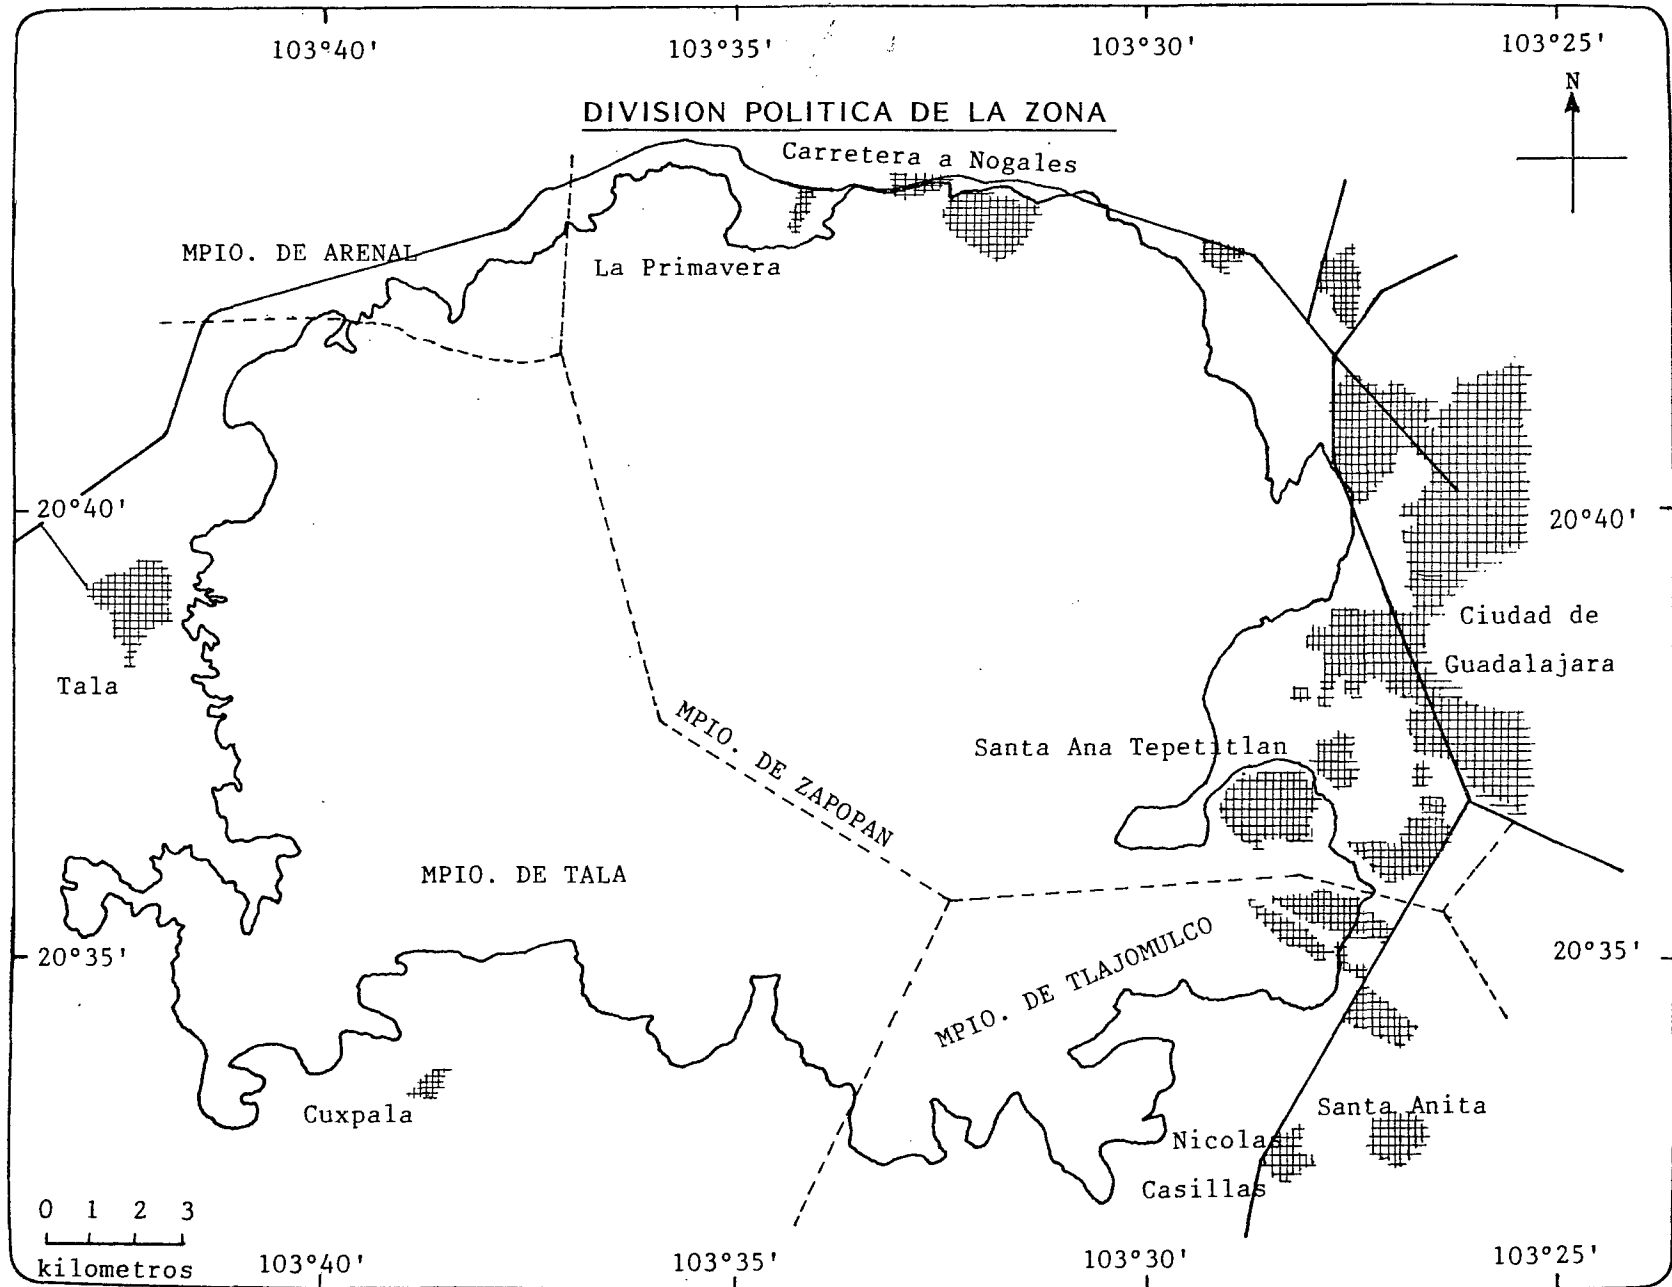 103°40' 103°35' 103°30' 103°25'
N
DIVISION POLITICA DE LA ZONA
Carretera a Nogales
MPIO. DE ARENAL
La Primavera
20°40' 20°40'
Ciudad de
Guadalajara
Tala
MPIO. DE ZAPOPAN
Santa Ana Tepetitlan
MPIO. DE TALA
MPIO. DE TLAJOMULCO
20°35' 20°35'
Cuxpala
Santa Anita
Nicolas
Casillas
0 1 2 3
kilometros
103°40' 103°35' 103°30' 103°25'